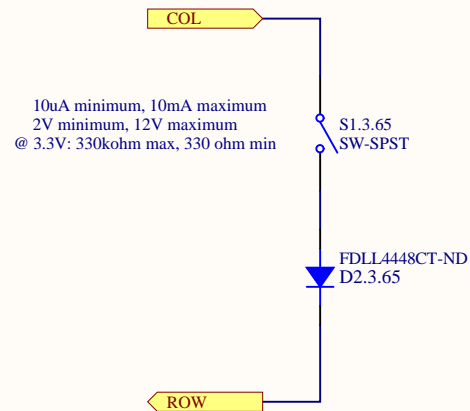 COL
10uA minimum, 10mA maximum
2V minimum, 12V maximum
@ 3.3V: 330kohm max, 330 ohm min
S1.3.65
SW-SPST
FDLL4448CT-ND
D2.3.65
ROW